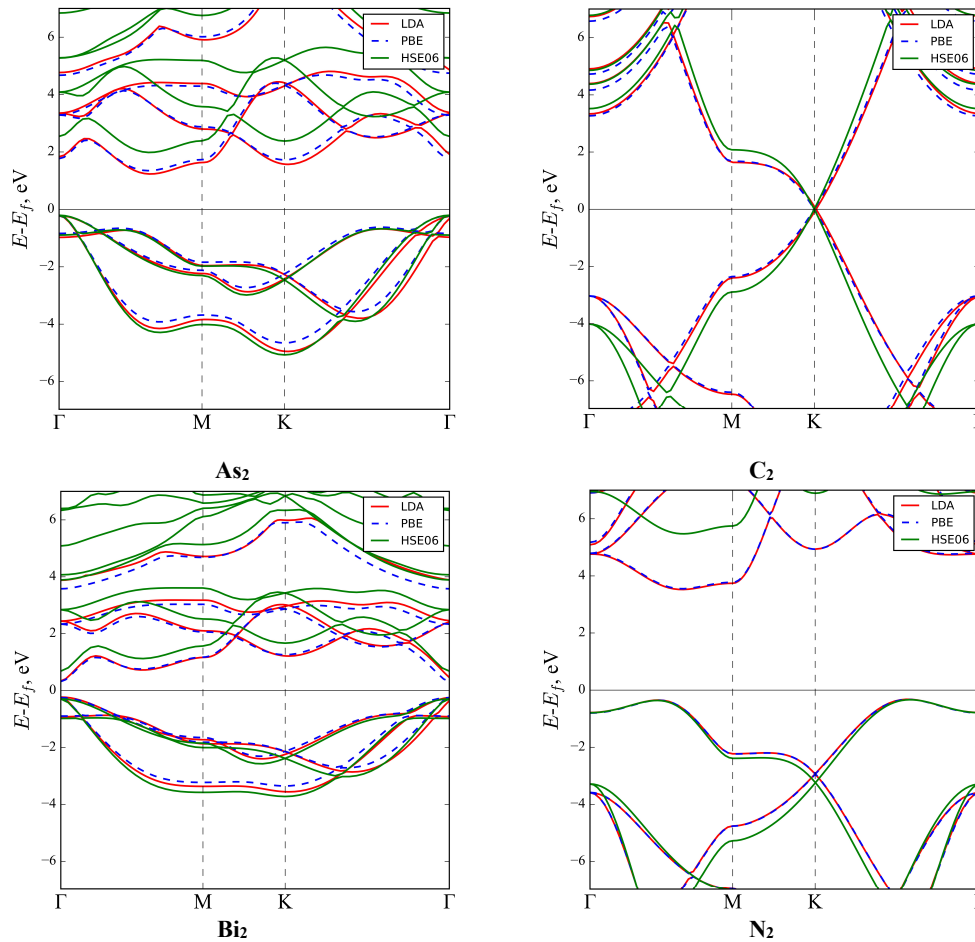 6
4
2
0
−2
−4
−6
E-E_f, eV
LDA
PBE
HSE06
Γ
M
K
Γ
As₂
6
4
2
0
−2
−4
−6
E-E_f, eV
LDA
PBE
HSE06
Γ
M
K
C₂
6
4
2
0
−2
−4
−6
E-E_f, eV
LDA
PBE
HSE06
Γ
M
K
Γ
Bi₂
6
4
2
0
−2
−4
−6
E-E_f, eV
LDA
PBE
HSE06
Γ
M
K
N₂